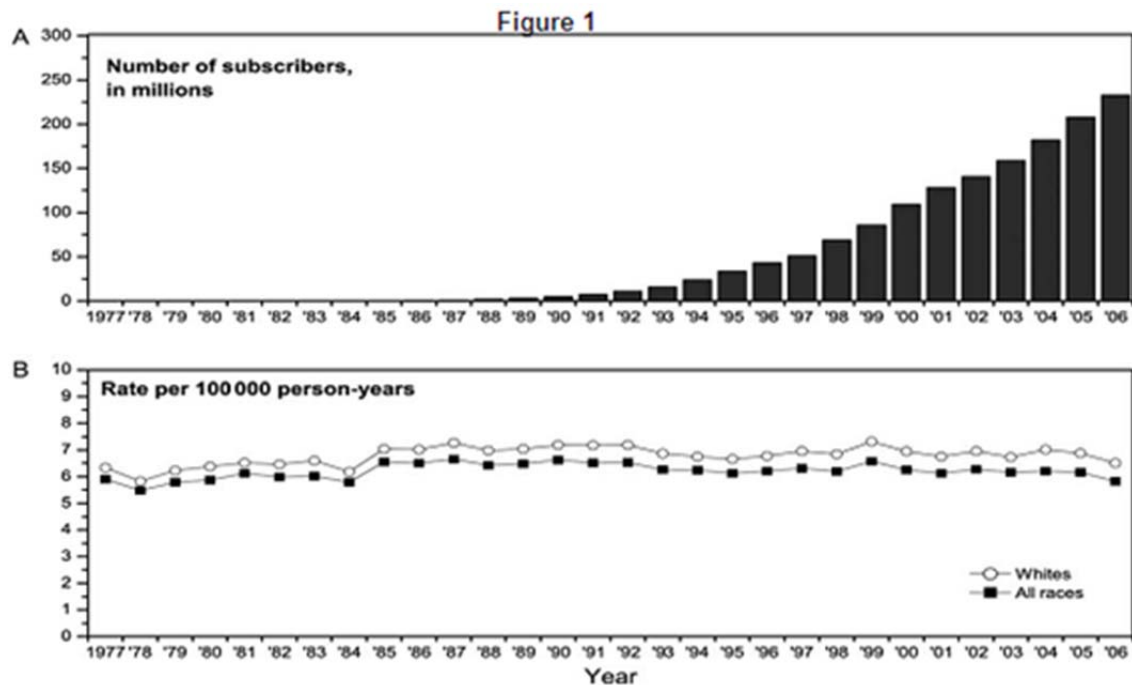 Figure 1
A
Number of subscribers,
in millions
300
250
200
150
100
50
0
1977 '78 '79 '80 '81 '82 '83 '84 '85 '86 '87 '88 '89 '90 '91 '92 '93 '94 '95 '96 '97 '98 '99 '00 '01 '02 '03 '04 '05 '06
B
Rate per 100 000 person-years
10
9
8
7
6
5
4
3
2
1
0
Whites
All races
1977 '78 '79 '80 '81 '82 '83 '84 '85 '86 '87 '88 '89 '90 '91 '92 '93 '94 '95 '96 '97 '98 '99 '00 '01 '02 '03 '04 '05 '06
Year